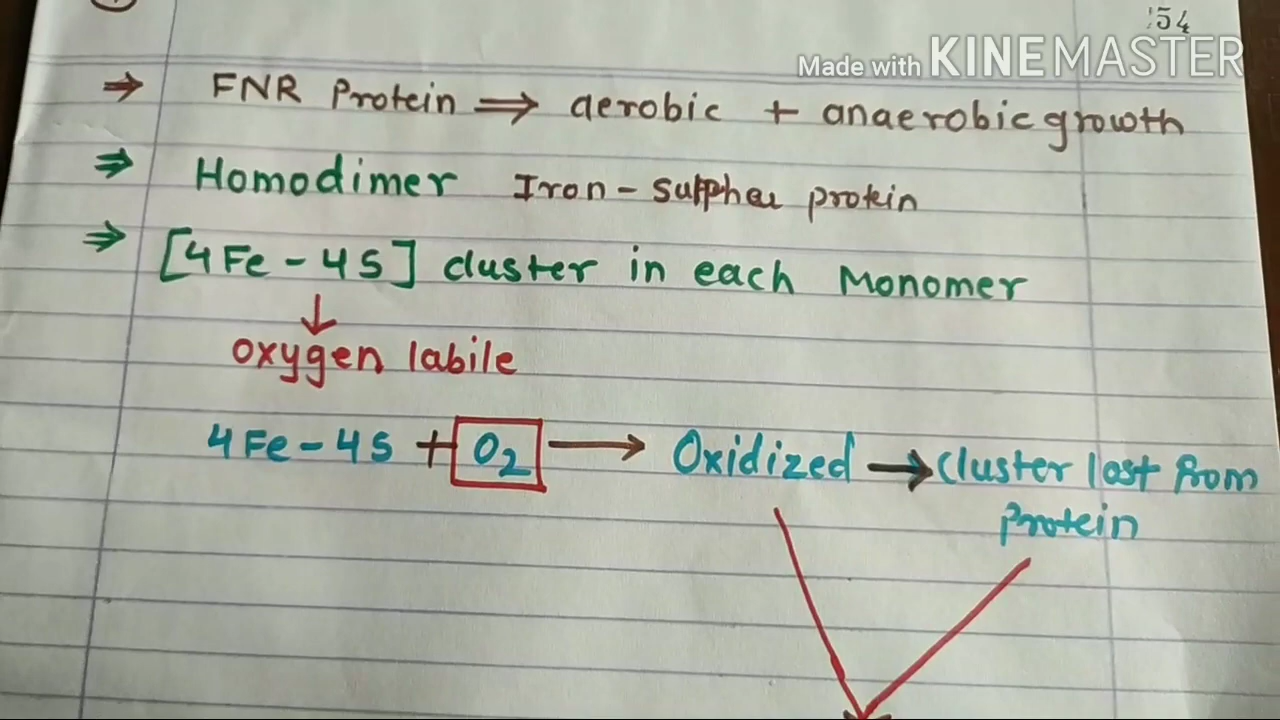 54
Made with KINEMASTER
⇒ FNR Protein ⇒ aerobic + anaerobic growth
⇒ Homodimer Iron - Sulpher protein
⇒ [4Fe - 4S] cluster in each Monomer
↓
oxygen labile
4Fe - 4S + O₂ → Oxidized → Cluster lost from
Protein